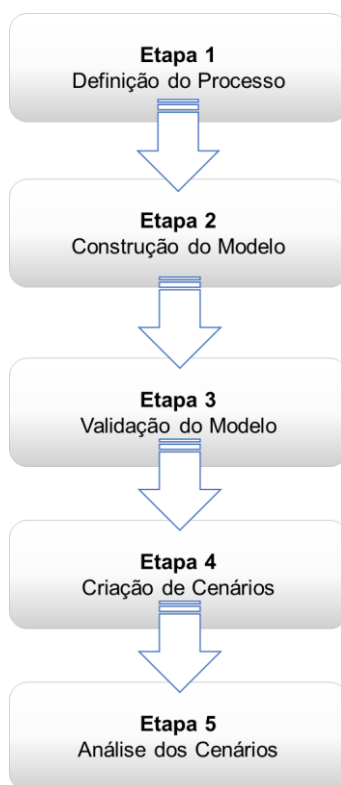 Etapa 1
Definição do Processo
Etapa 2
Construção do Modelo
Etapa 3
Validação do Modelo
Etapa 4
Criação de Cenários
Etapa 5
Análise dos Cenários